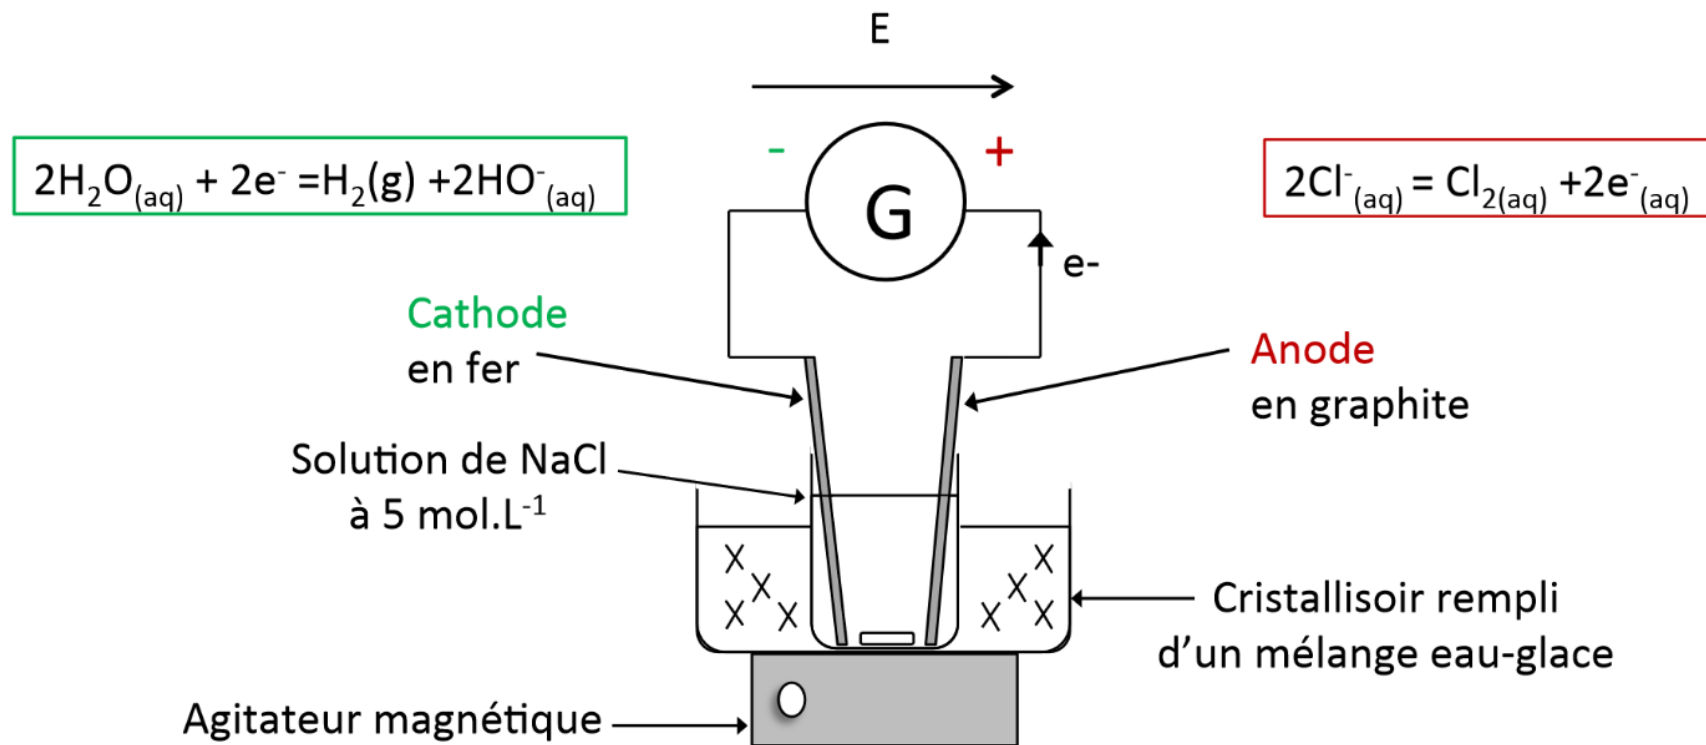 E
- +
G
2H₂O₍aq₎ + 2e⁻ =H₂(g) +2HO⁻₍aq₎
2Cl⁻₍aq₎ = Cl₂₍aq₎ +2e⁻₍aq₎
e-
Cathode
en fer
Anode
en graphite
Solution de NaCl
à 5 mol.L⁻¹
Cristallisoir rempli
d'un mélange eau-glace
Agitateur magnétique